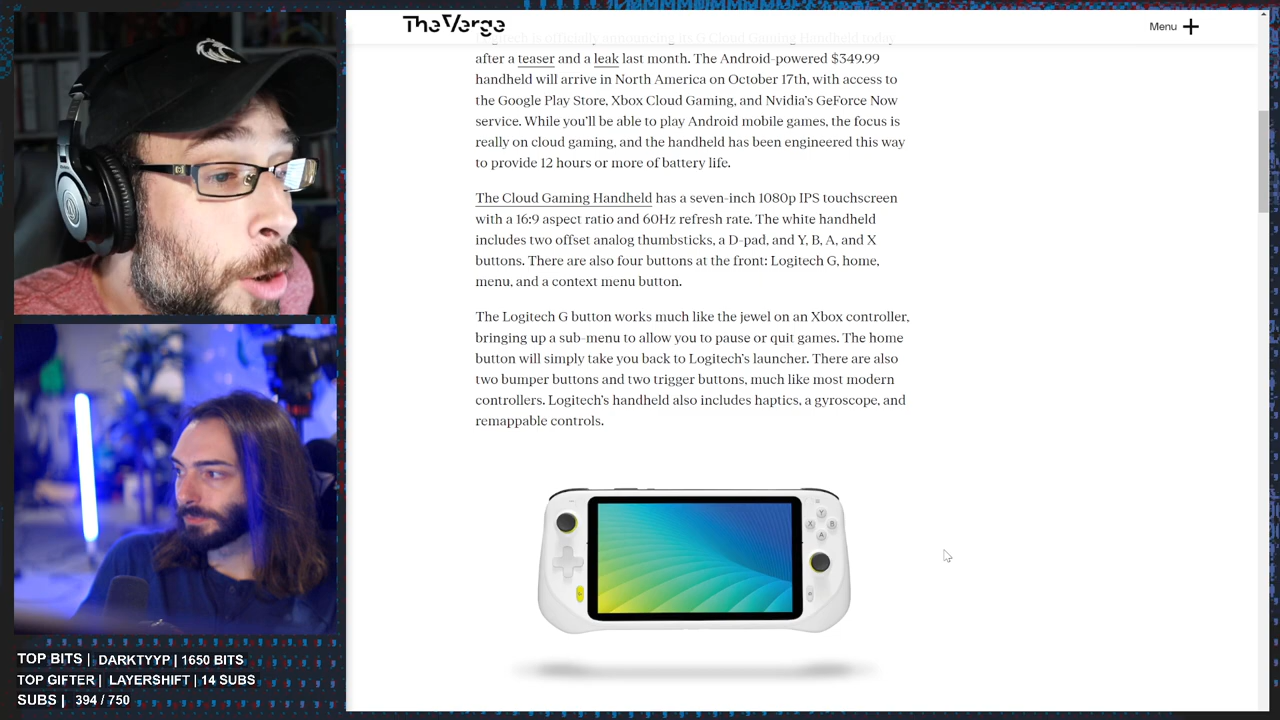 The Verge
Menu
Logitech is officially announcing its G Cloud Gaming Handheld today
after a teaser and a leak last month. The Android-powered $349.99
handheld will arrive in North America on October 17th, with access to
the Google Play Store, Xbox Cloud Gaming, and Nvidia's GeForce Now
service. While you'll be able to play Android mobile games, the focus is
really on cloud gaming, and the handheld has been engineered this way
to provide 12 hours or more of battery life.
The Cloud Gaming Handheld has a seven-inch 1080p IPS touchscreen
with a 16:9 aspect ratio and 60Hz refresh rate. The white handheld
includes two offset analog thumbsticks, a D-pad, and Y, B, A, and X
buttons. There are also four buttons at the front: Logitech G, home,
menu, and a context menu button.
The Logitech G button works much like the jewel on an Xbox controller,
bringing up a sub-menu to allow you to pause or quit games. The home
button will simply take you back to Logitech's launcher. There are also
two bumper buttons and two trigger buttons, much like most modern
controllers. Logitech's handheld also includes haptics, a gyroscope, and
remappable controls.
Y
X B
A
TOP BITS | DARKTYYP | 1650 BITS
TOP GIFTER | LAYERSHIFT | 14 SUBS
SUBS | 394 / 750